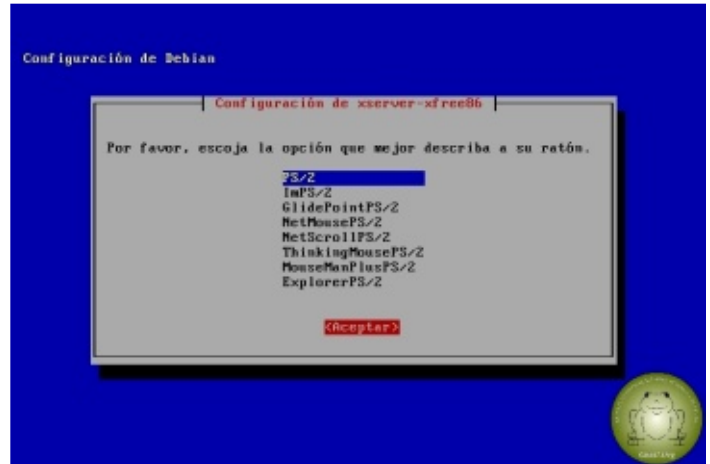 Configuración de Debian
Configuración de xserver-xfree86
Por favor, escoja la opción que mejor describa a su ratón.
PS/2
ImPS/2
GlidePointPS/2
NetMousePS/2
NetScrollPS/2
ThinkingMousePS/2
MouseManPlusPS/2
ExplorerPS/2
<Aceptar>